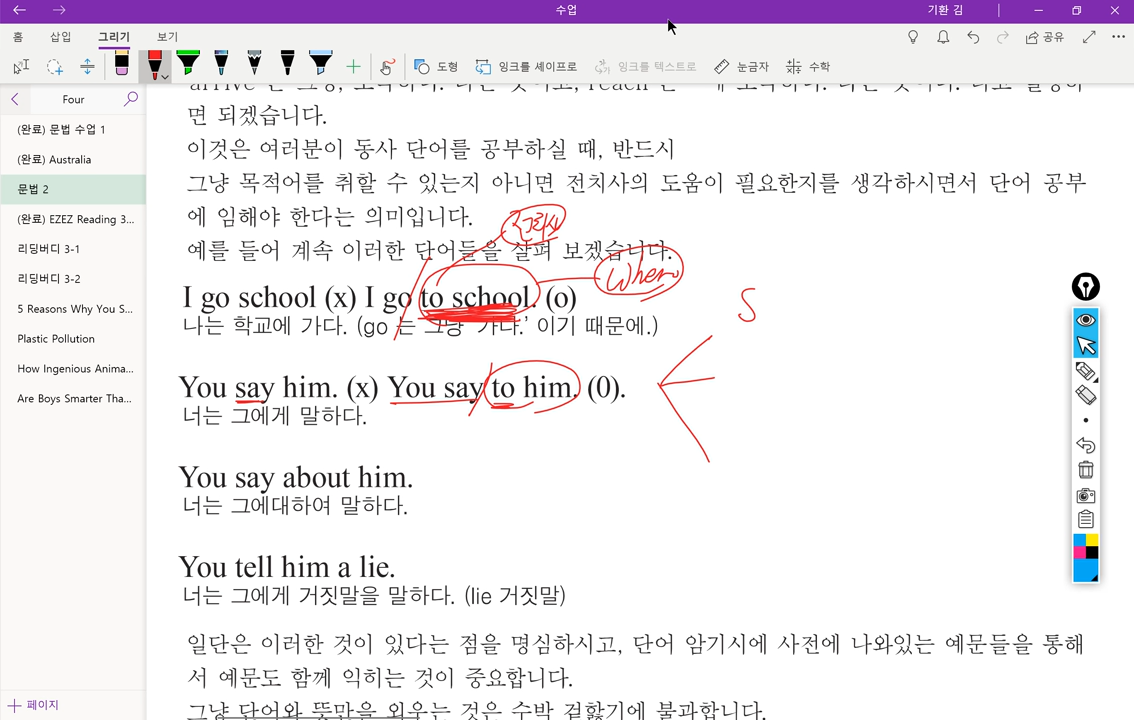 수업
기환 김
홈 삽입 그리기 보기
도형 잉크를 셰이프로 잉크를 텍스트로 눈금자 수학 공유
Four
(완료) 문법 수업 1
(완료) Australia
문법 2
(완료) EZEZ Reading 3...
리딩버디 3-1
리딩버디 3-2
5 Reasons Why You S...
Plastic Pollution
How Ingenious Anima...
Are Boys Smarter Tha...
페이지
면 되겠습니다.
이것은 여러분이 동사 단어를 공부하실 때, 반드시
그냥 목적어를 취할 수 있는지 아니면 전치사의 도움이 필요한지를 생각하시면서 단어 공부
에 임해야 한다는 의미입니다.
전치사
예를 들어 계속 이러한 단어들을 살펴 보겠습니다.
where
I go school (x) I go to school. (o)
S
나는 학교에 가다. (go 는 그냥 '가다.' 이기 때문에.)
You say him. (x) You say to him. (0).
너는 그에게 말하다.
You say about him.
너는 그에대하여 말하다.
You tell him a lie.
너는 그에게 거짓말을 말하다. (lie 거짓말)
일단은 이러한 것이 있다는 점을 명심하시고, 단어 암기시에 사전에 나와있는 예문들을 통해
서 예문도 함께 익히는 것이 중요합니다.
그냥 단어와 뜻만을 외우는 것은 수박 겉핥기에 불과합니다.